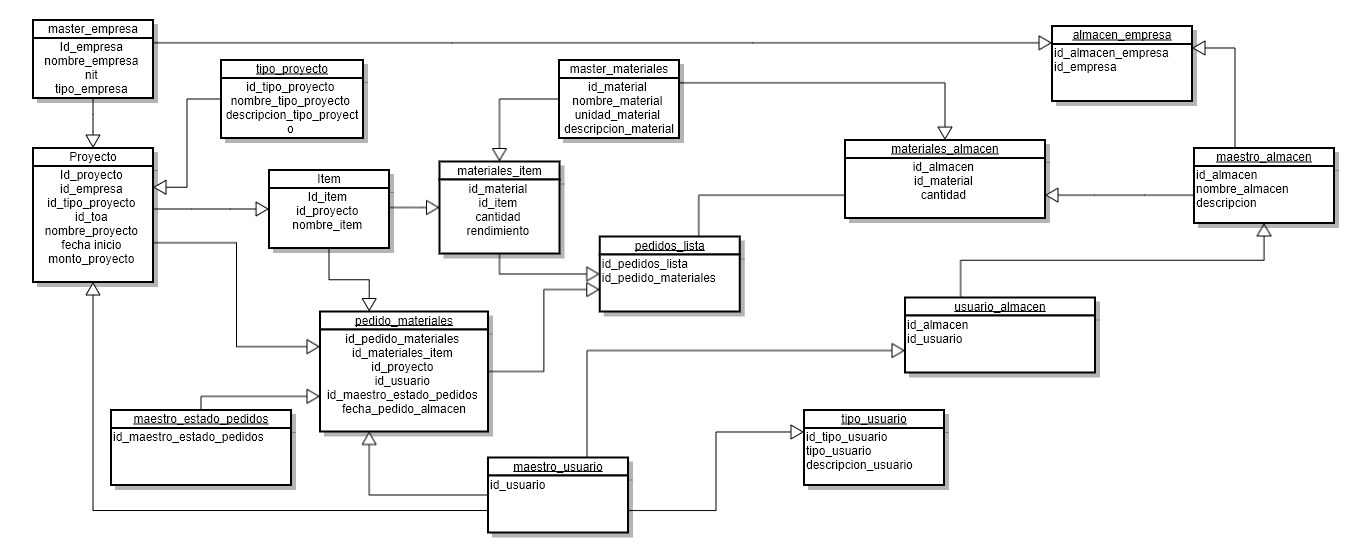 master_empresa
Id_empresa
nombre_empresa
nit
tipo_empresa
tipo_proyecto
id_tipo_proyecto
nombre_tipo_proyecto
descripcion_tipo_proyect
o
master_materiales
id_material
nombre_material
unidad_material
descripcion_material
almacen_empresa
id_almacen_empresa
id_empresa
Proyecto
Id_proyecto
id_empresa
id_tipo_proyecto
id_toa
nombre_proyecto
fecha inicio
monto_proyecto
Item
Id_item
id_proyecto
nombre_item
materiales_item
id_material
id_item
cantidad
rendimiento
materiales_almacen
id_almacen
id_material
cantidad
maestro_almacen
id_almacen
nombre_almacen
descripcion
pedidos_lista
id_pedidos_lista
id_pedido_materiales
pedido_materiales
id_pedido_materiales
id_materiales_item
id_proyecto
id_usuario
id_maestro_estado_pedidos
fecha_pedido_almacen
usuario_almacen
id_almacen
id_usuario
maestro_estado_pedidos
id_maestro_estado_pedidos
maestro_usuario
id_usuario
tipo_usuario
id_tipo_usuario
tipo_usuario
descripcion_usuario